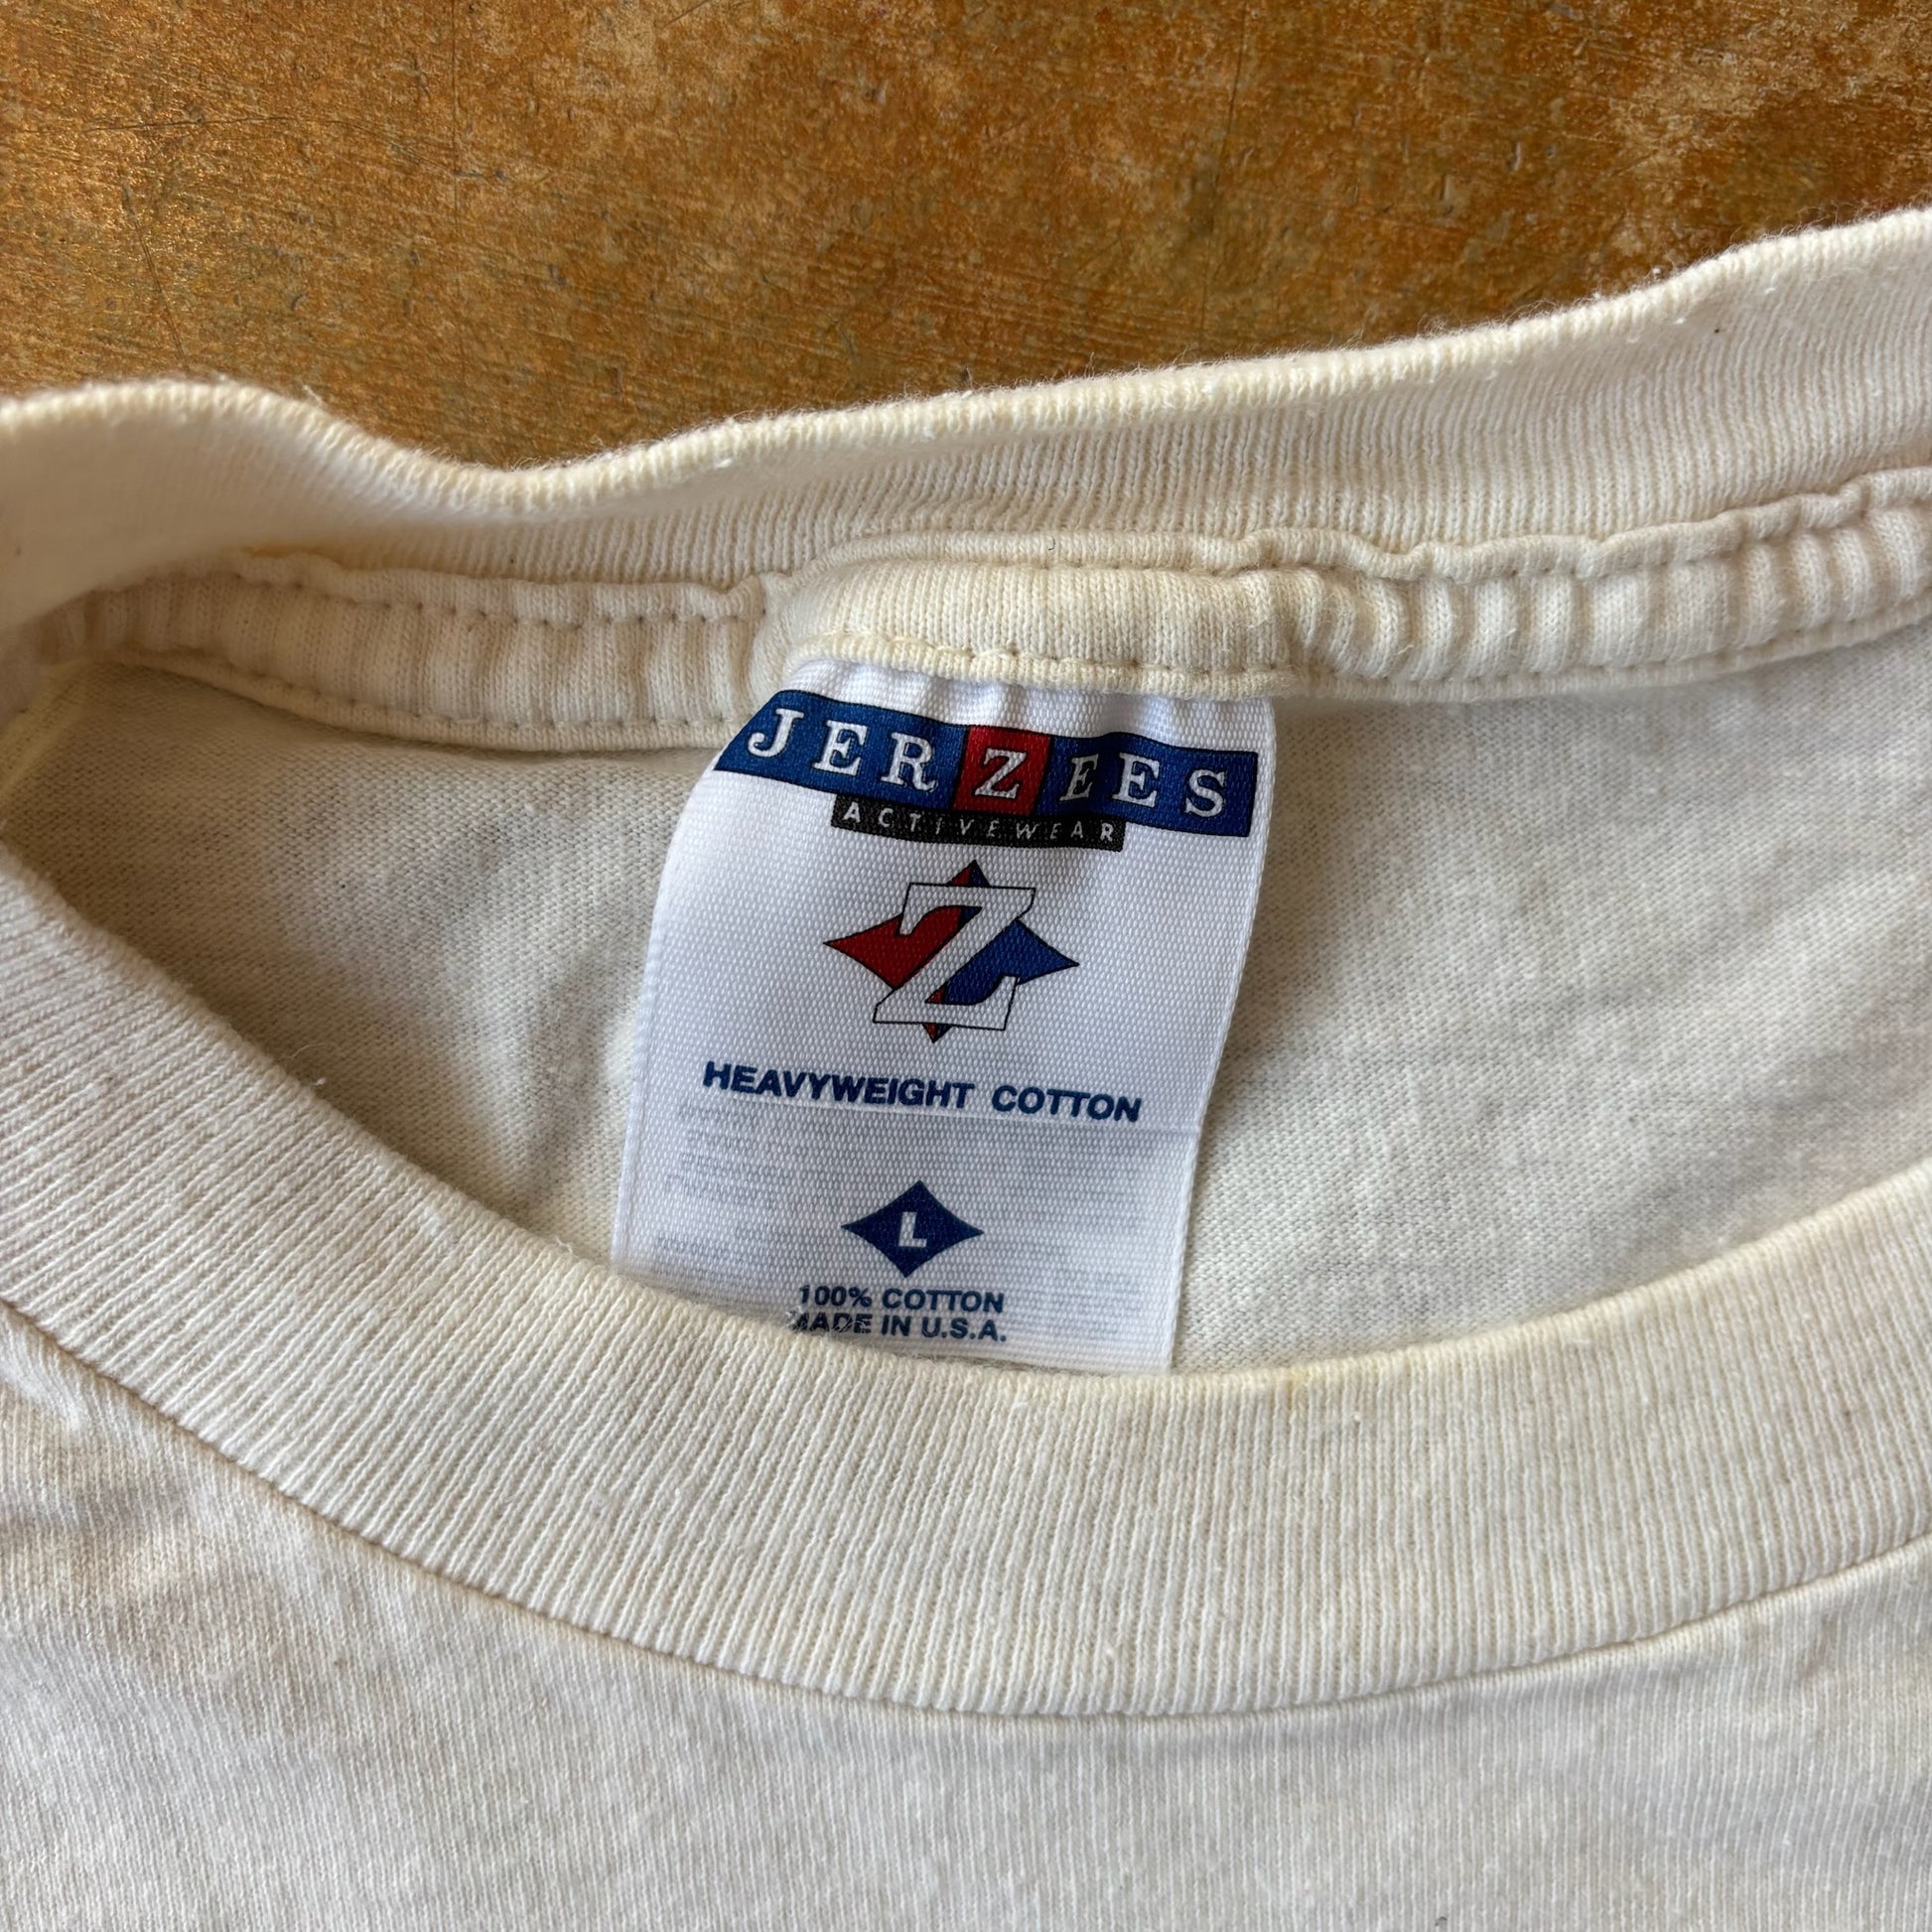 JERZEES
ACTIVEWEAR
Z
HEAVYWEIGHT COTTON
L
100% COTTON
MADE IN U.S.A.